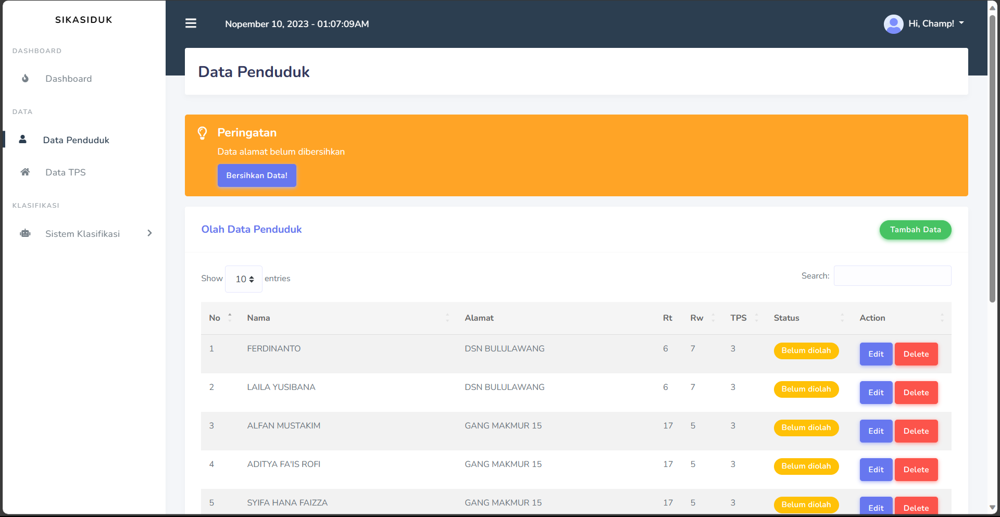 SIKASIDUK
DASHBOARD
Dashboard
DATA
Data Penduduk
Data TPS
KLASIFIKASI
Sistem Klasifikasi
Nopember 10, 2023 - 01:07:09AM
Hi, Champ!
Data Penduduk
Peringatan
Data alamat belum dibersihkan
Bersihkan Data!
Olah Data Penduduk
Tambah Data
Show 10 entries
Search:
No Nama Alamat Rt Rw TPS Status Action
1 FERDINANTO DSN BULULAWANG 6 7 3 Belum diolah Edit Delete
2 LAILA YUSIBANA DSN BULULAWANG 6 7 3 Belum diolah Edit Delete
3 ALFAN MUSTAKIM GANG MAKMUR 15 17 5 3 Belum diolah Edit Delete
4 ADITYA FA'IS ROFI GANG MAKMUR 15 17 5 3 Belum diolah Edit Delete
5 SYIFA HANA FAIZZA GANG MAKMUR 15 17 5 3 Belum diolah Edit Delete